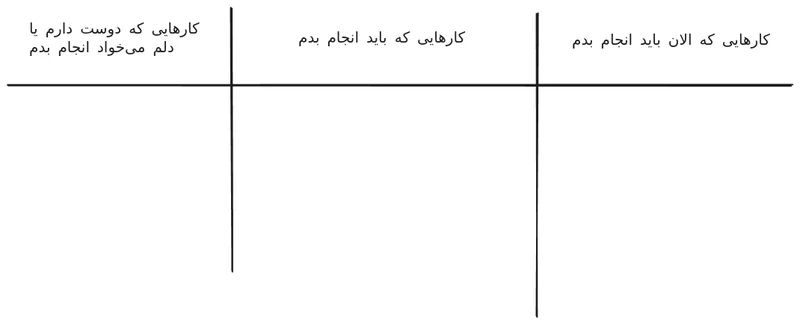 کارهایی که الان باید انجام بدم
کارهایی که باید انجام بدم
کارهایی که دوست دارم یا
دلم می‌خواد انجام بدم